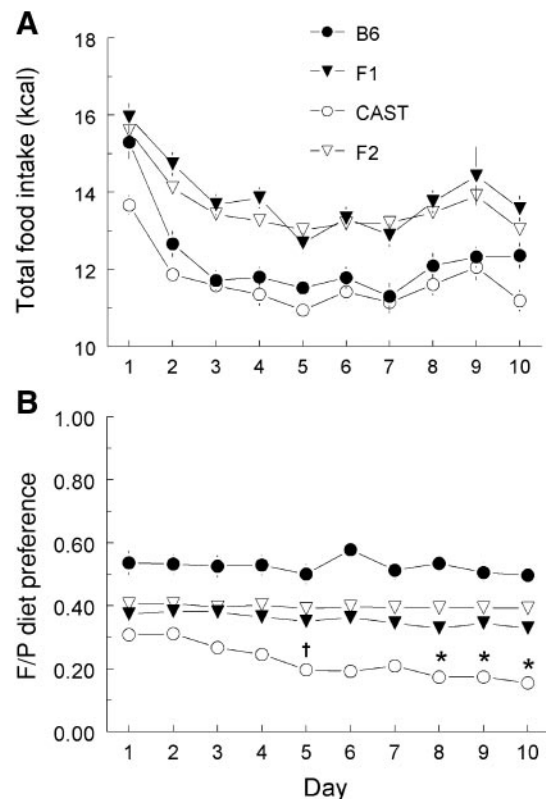 A
Total food intake (kcal)
18
16
14
12
10
B6
F1
CAST
F2
1 2 3 4 5 6 7 8 9 10
B
F/P diet preference
1.00
0.80
0.60
0.40
0.20
0.00
† * * *
1 2 3 4 5 6 7 8 9 10
Day